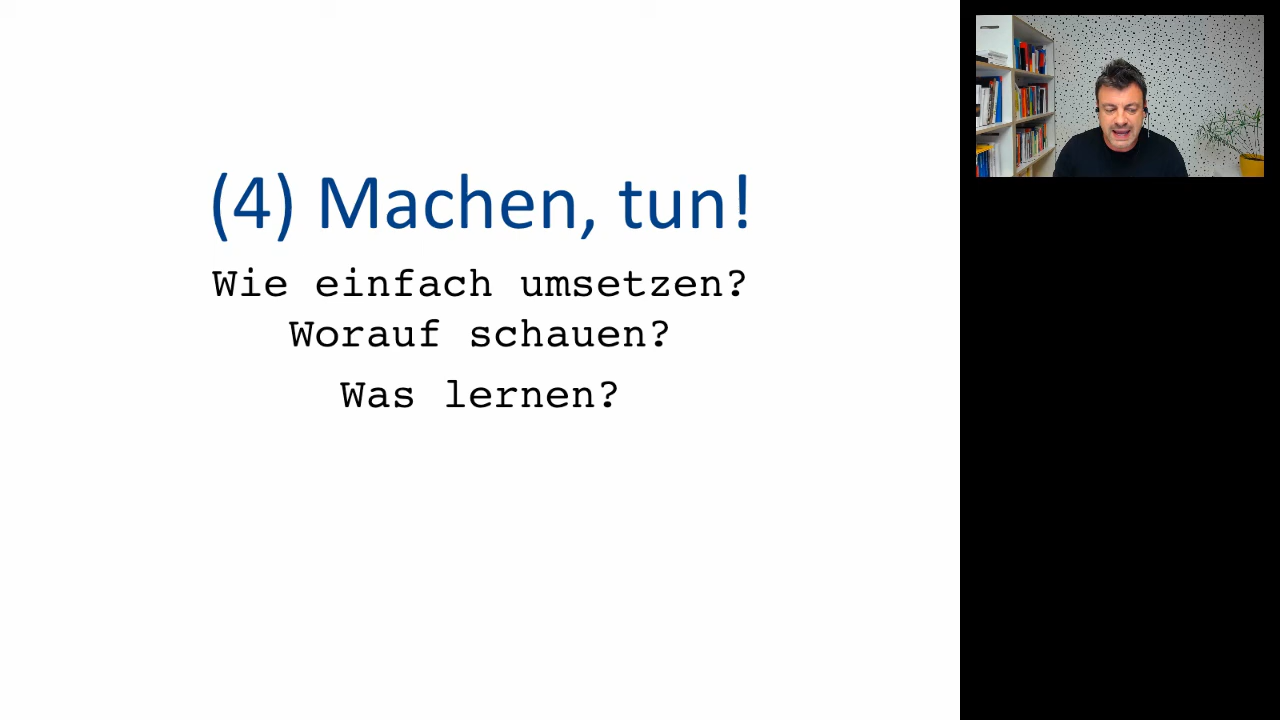 (4) Machen, tun!
Wie einfach umsetzen?
Worauf schauen?
Was lernen?